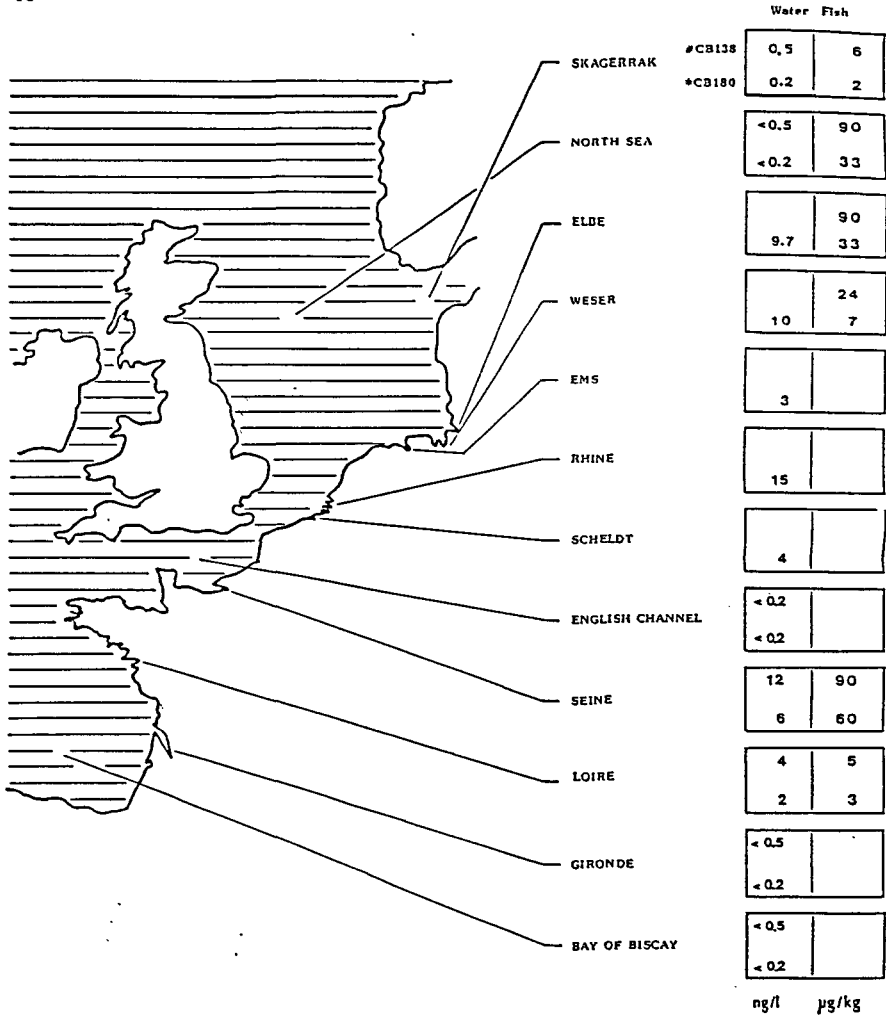 Water Fish
SKAGERRAK #CB138 0.5 6
*CB180 0.2 2
NORTH SEA <0.5 90
<0.2 33
ELBE 90
9.7 33
WESER 24
10 7
EMS
3
RHINE
15
SCHELDT
4
ENGLISH CHANNEL <0.2
<0.2
SEINE 12 90
6 60
LOIRE 4 5
2 3
GIRONDE <0.5
<0.2
BAY OF BISCAY <0.5
<0.2
ng/l µg/kg